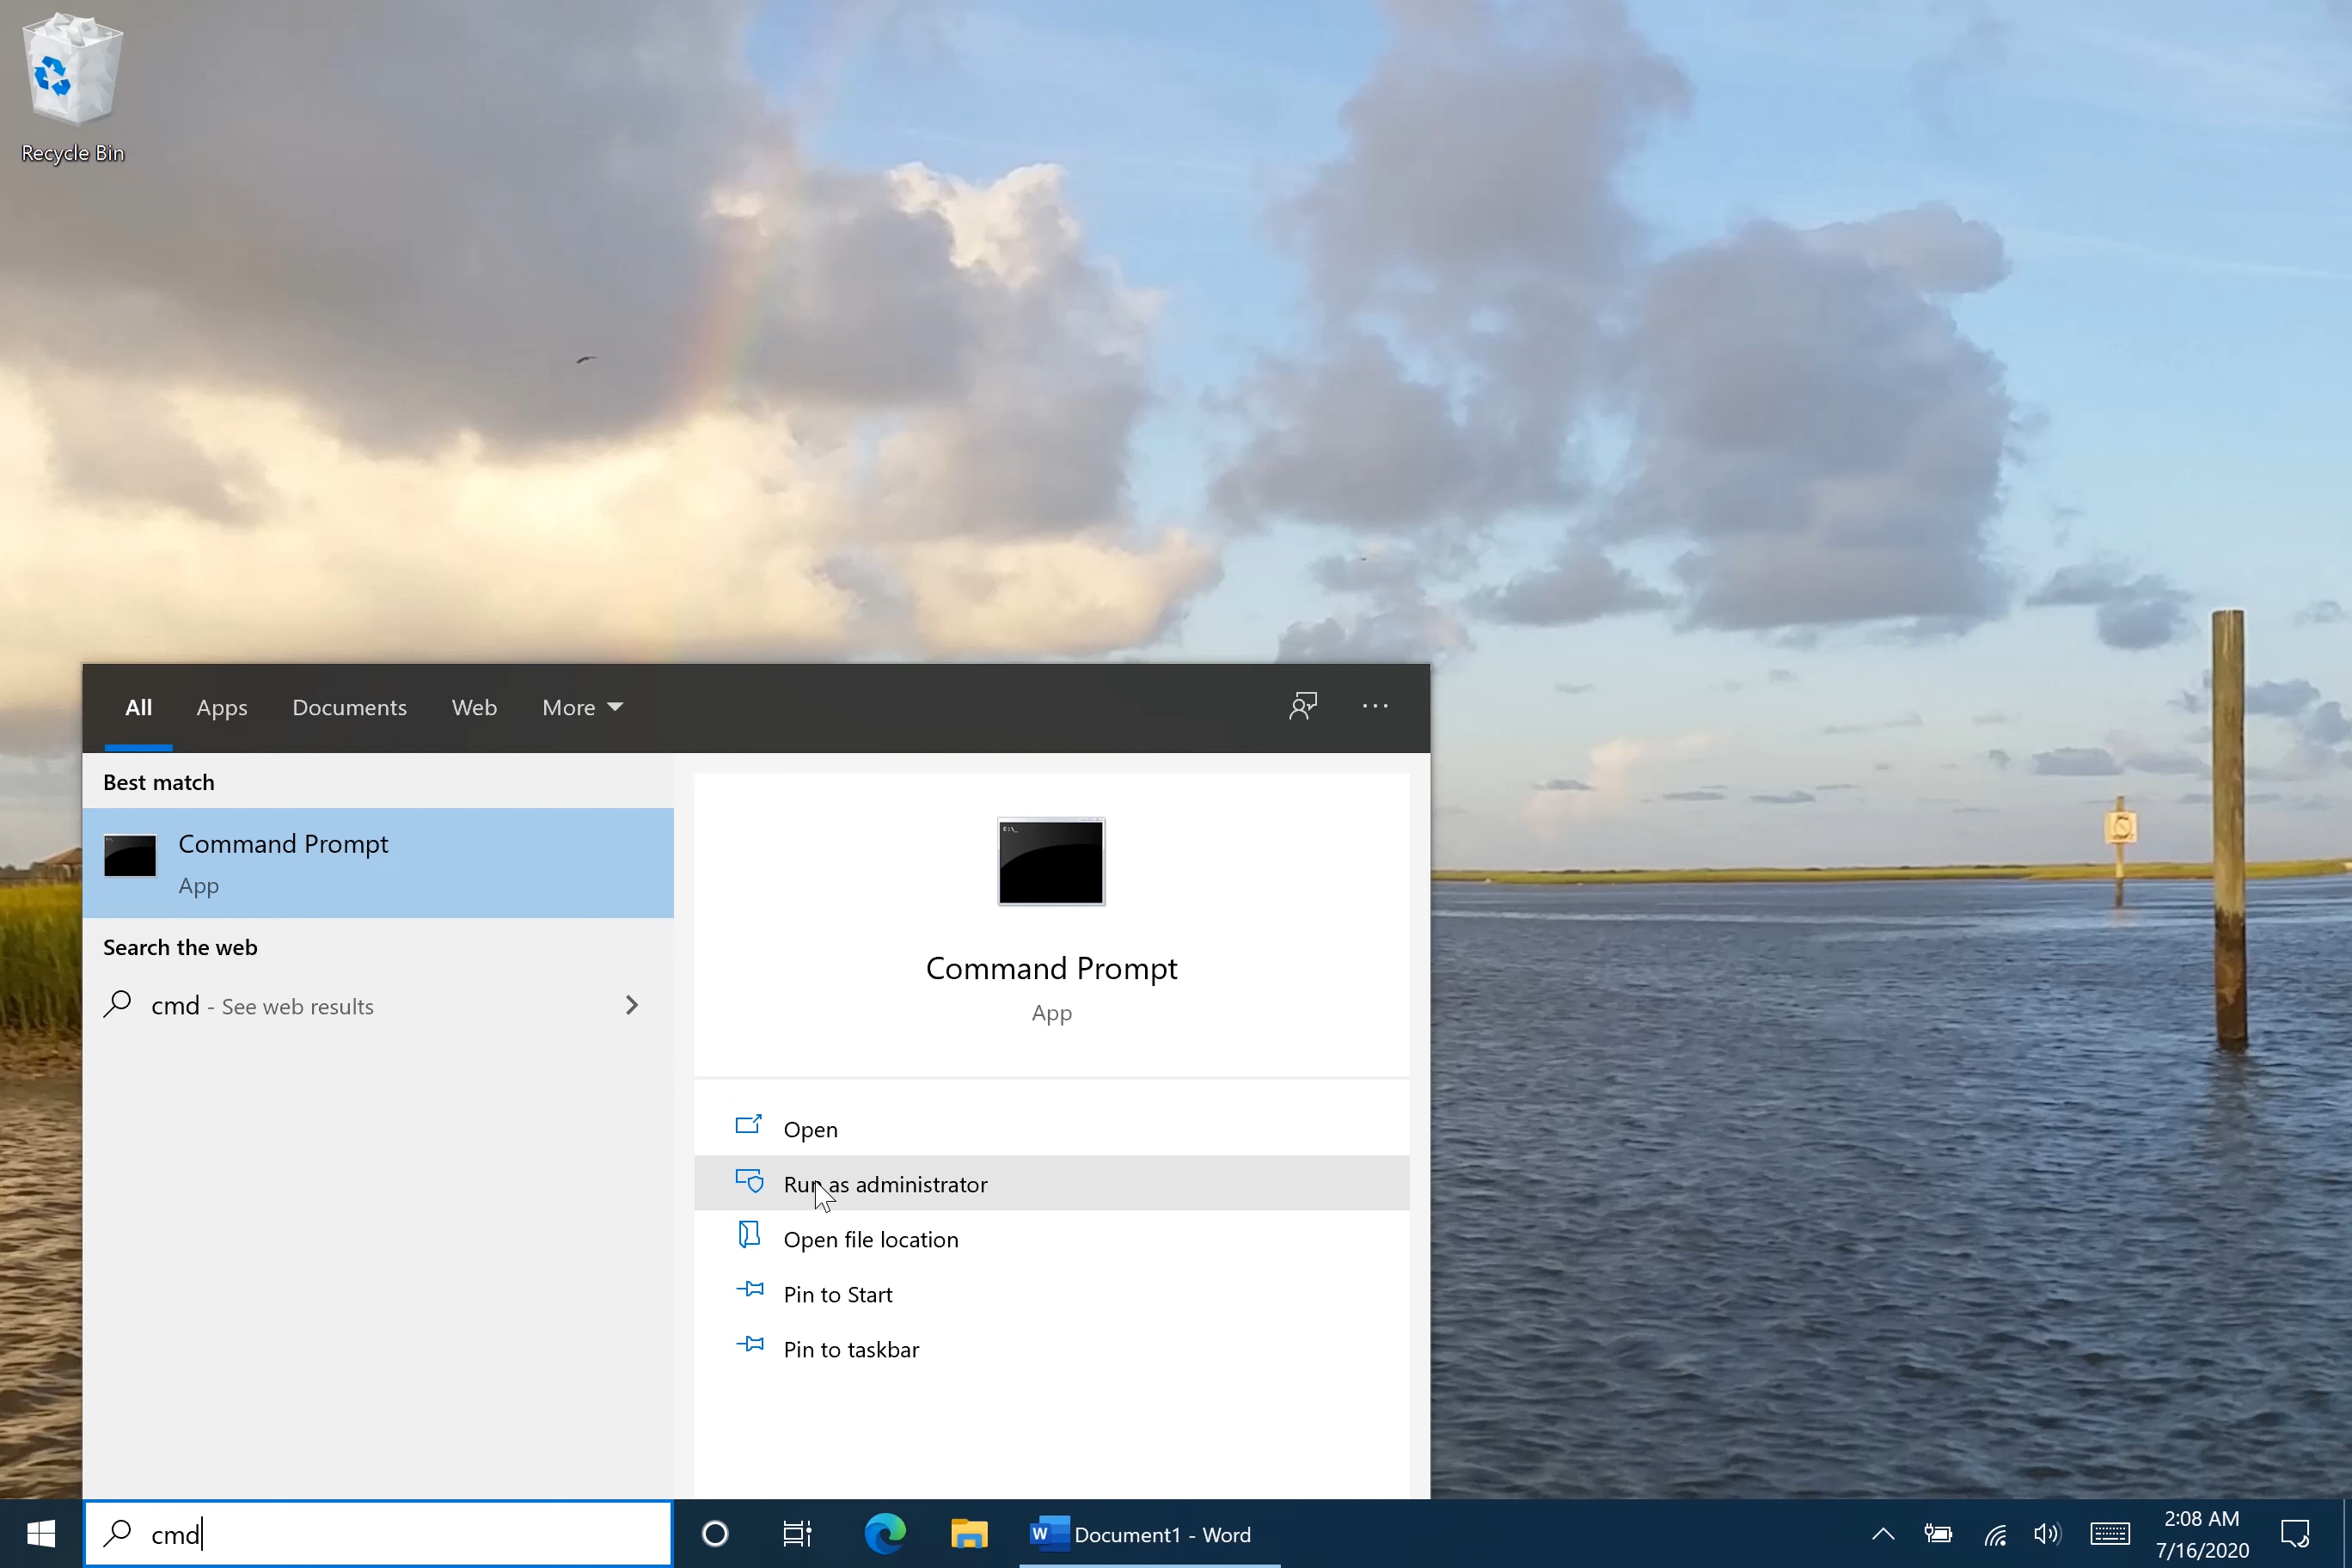 Recycle Bin
All Apps Documents Web More
Best match
Command Prompt
App
Search the web
cmd - See web results
Command Prompt
App
Open
Run as administrator
Open file location
Pin to Start
Pin to taskbar
cmd
Document1 - Word
2:08 AM
7/16/2020